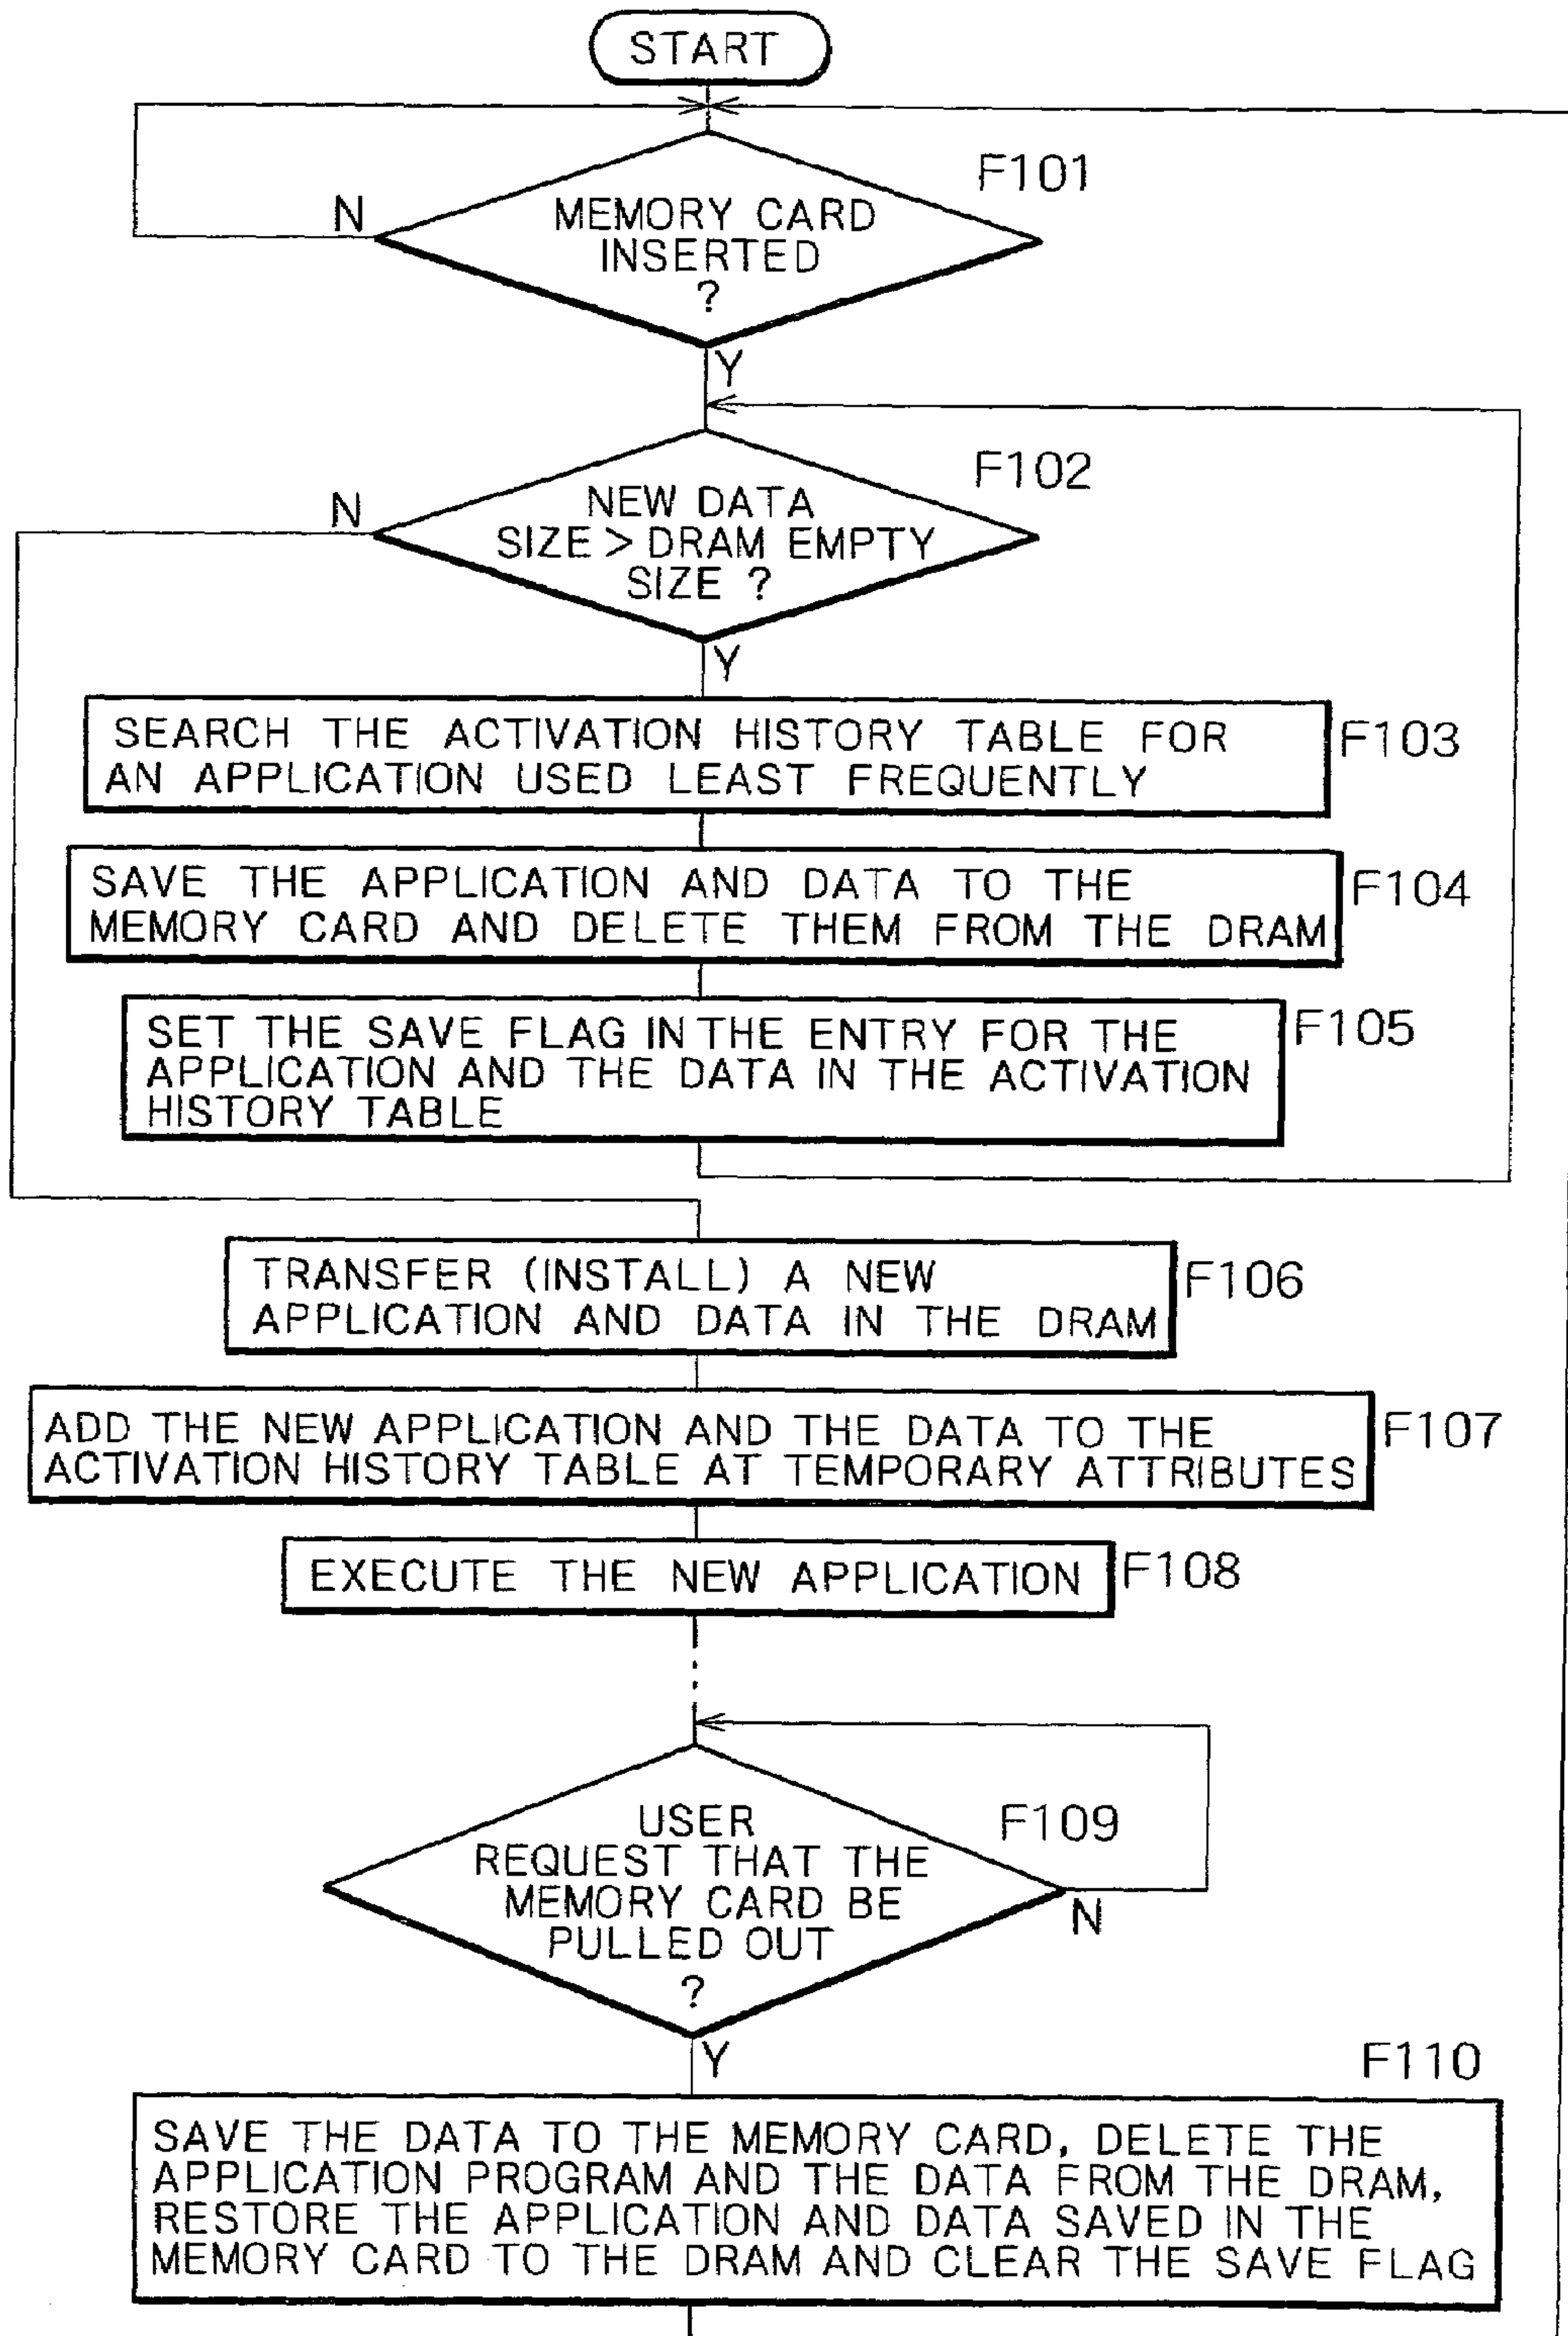 START
F101
N
MEMORY CARD
INSERTED
?
Y
F102
N
NEW DATA
SIZE > DRAM EMPTY
SIZE ?
Y
SEARCH THE ACTIVATION HISTORY TABLE FOR
AN APPLICATION USED LEAST FREQUENTLY
F103
SAVE THE APPLICATION AND DATA TO THE
MEMORY CARD AND DELETE THEM FROM THE DRAM
F104
SET THE SAVE FLAG IN THE ENTRY FOR THE
APPLICATION AND THE DATA IN THE ACTIVATION
HISTORY TABLE
F105
TRANSFER (INSTALL) A NEW
APPLICATION AND DATA IN THE DRAM
F106
ADD THE NEW APPLICATION AND THE DATA TO THE
ACTIVATION HISTORY TABLE AT TEMPORARY ATTRIBUTES
F107
EXECUTE THE NEW APPLICATION
F108
USER
REQUEST THAT THE
MEMORY CARD BE
PULLED OUT
?
F109
N
Y
F110
SAVE THE DATA TO THE MEMORY CARD, DELETE THE
APPLICATION PROGRAM AND THE DATA FROM THE DRAM,
RESTORE THE APPLICATION AND DATA SAVED IN THE
MEMORY CARD TO THE DRAM AND CLEAR THE SAVE FLAG